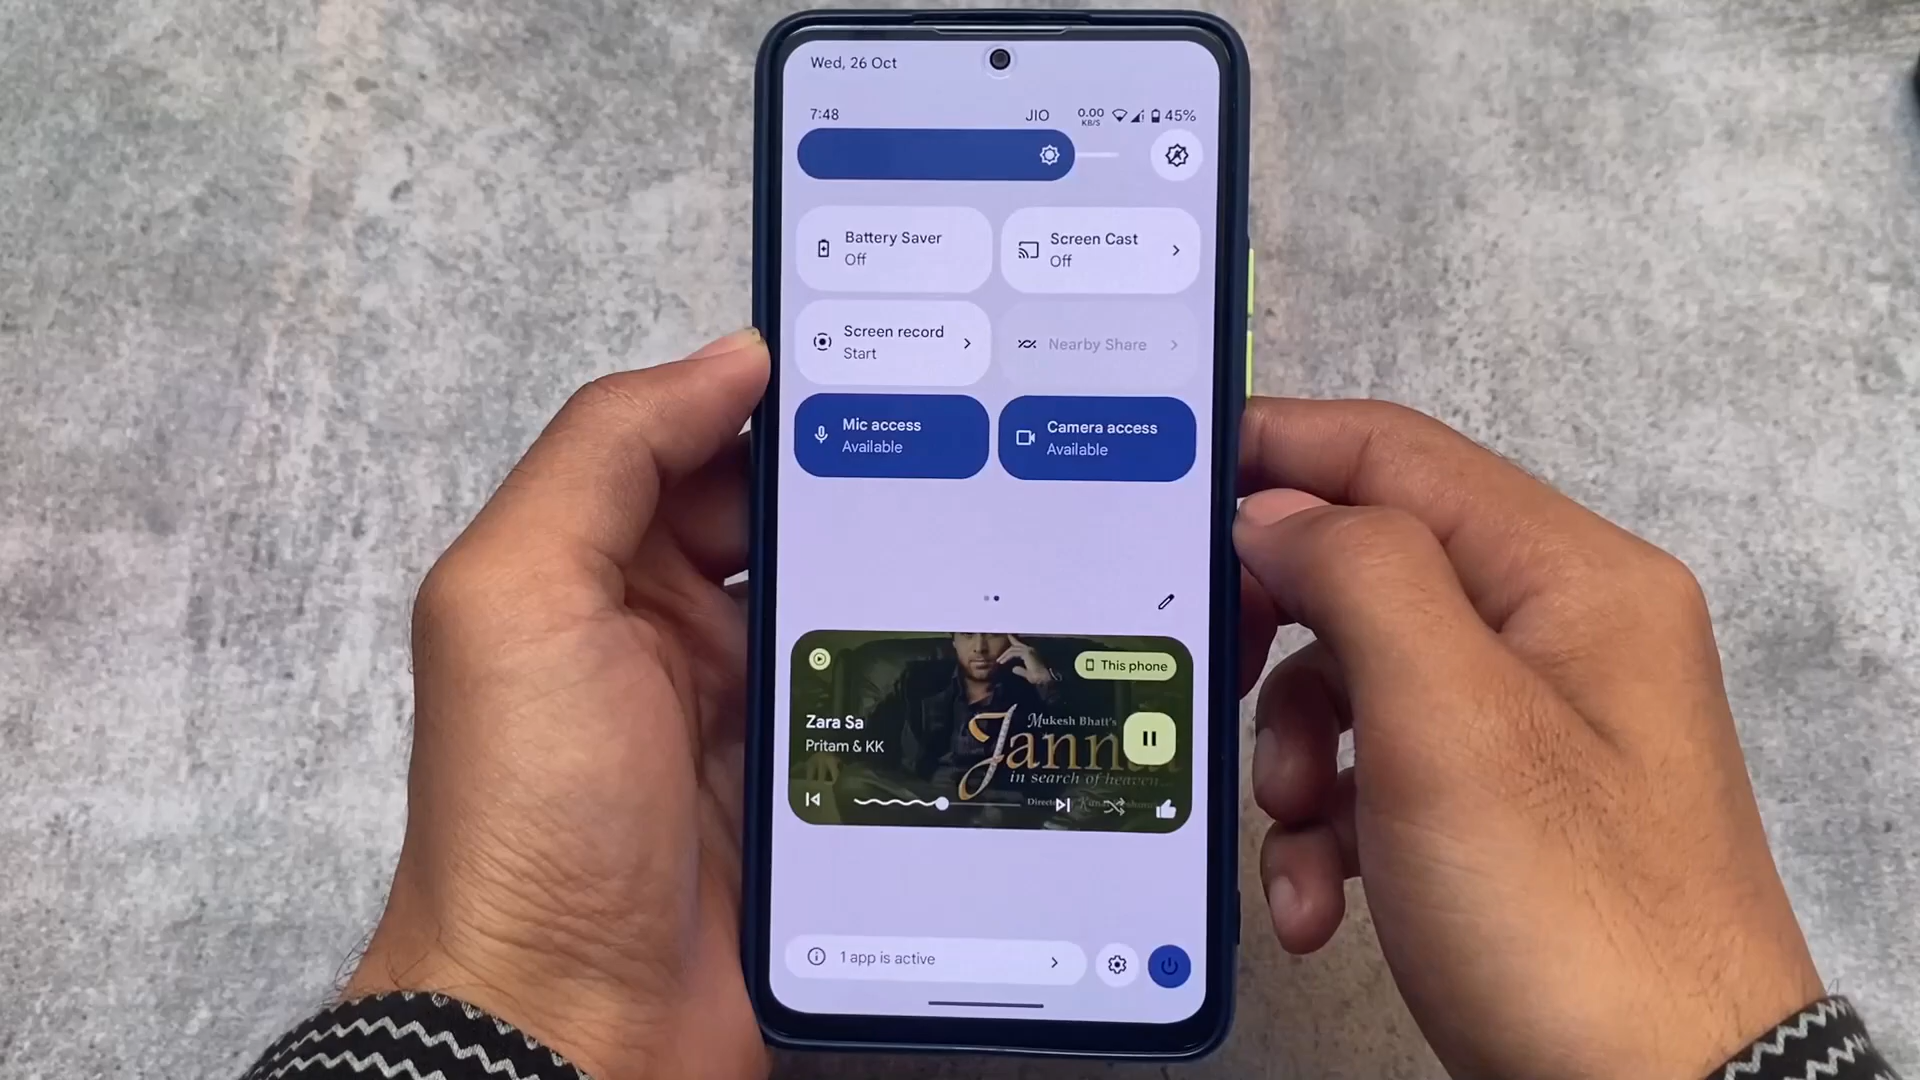 Wed, 26 Oct
7:48
JIO
0.00
KB/S
45%
Battery Saver
Off
Screen Cast
Off
Screen record
Start
Nearby Share
Mic access
Available
Camera access
Available
This phone
Zara Sa
Pritam & KK
Mukesh Bhatt's
Janna
in search of heaven...
1 app is active